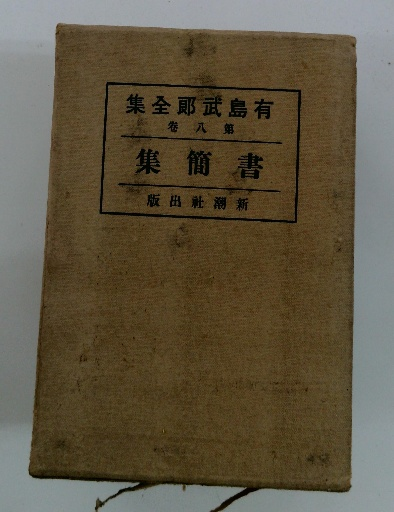 有島武郎全集
第八卷
書簡集
新潮社出版